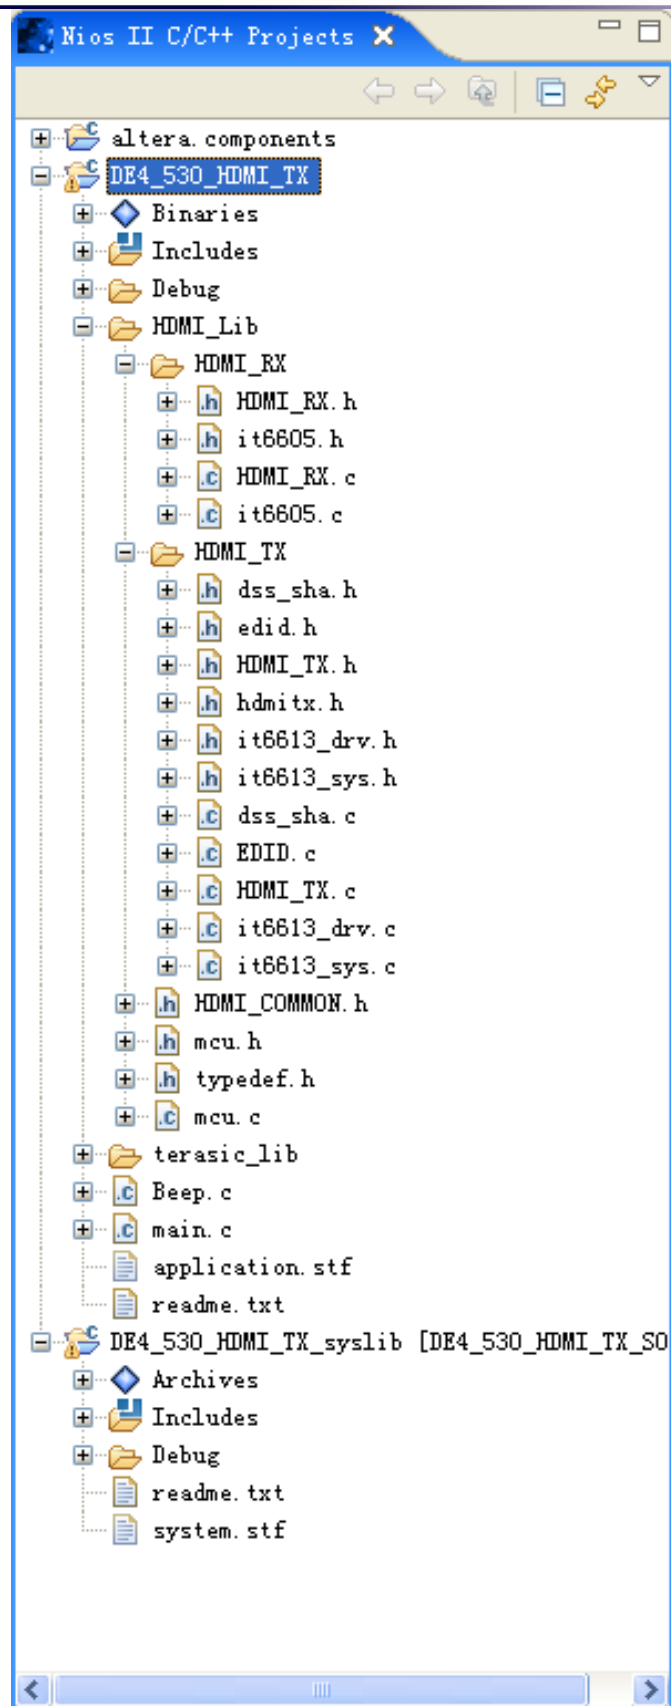 Nios II C/C++ Projects
altera.components
DE4_530_HDMI_TX
Binaries
Includes
Debug
HDMI_Lib
HDMI_RX
.h HDMI_RX.h
.h it6605.h
.c HDMI_RX.c
.c it6605.c
HDMI_TX
.h dss_sha.h
.h edid.h
.h HDMI_TX.h
.h hdmitx.h
.h it6613_drv.h
.h it6613_sys.h
.c dss_sha.c
.c EDID.c
.c HDMI_TX.c
.c it6613_drv.c
.c it6613_sys.c
.h HDMI_COMMON.h
.h mcu.h
.h typedef.h
.c mcu.c
terasic_lib
.c Beep.c
.c main.c
application.stf
readme.txt
DE4_530_HDMI_TX_syslib [DE4_530_HDMI_TX_SO
Archives
Includes
Debug
readme.txt
system.stf